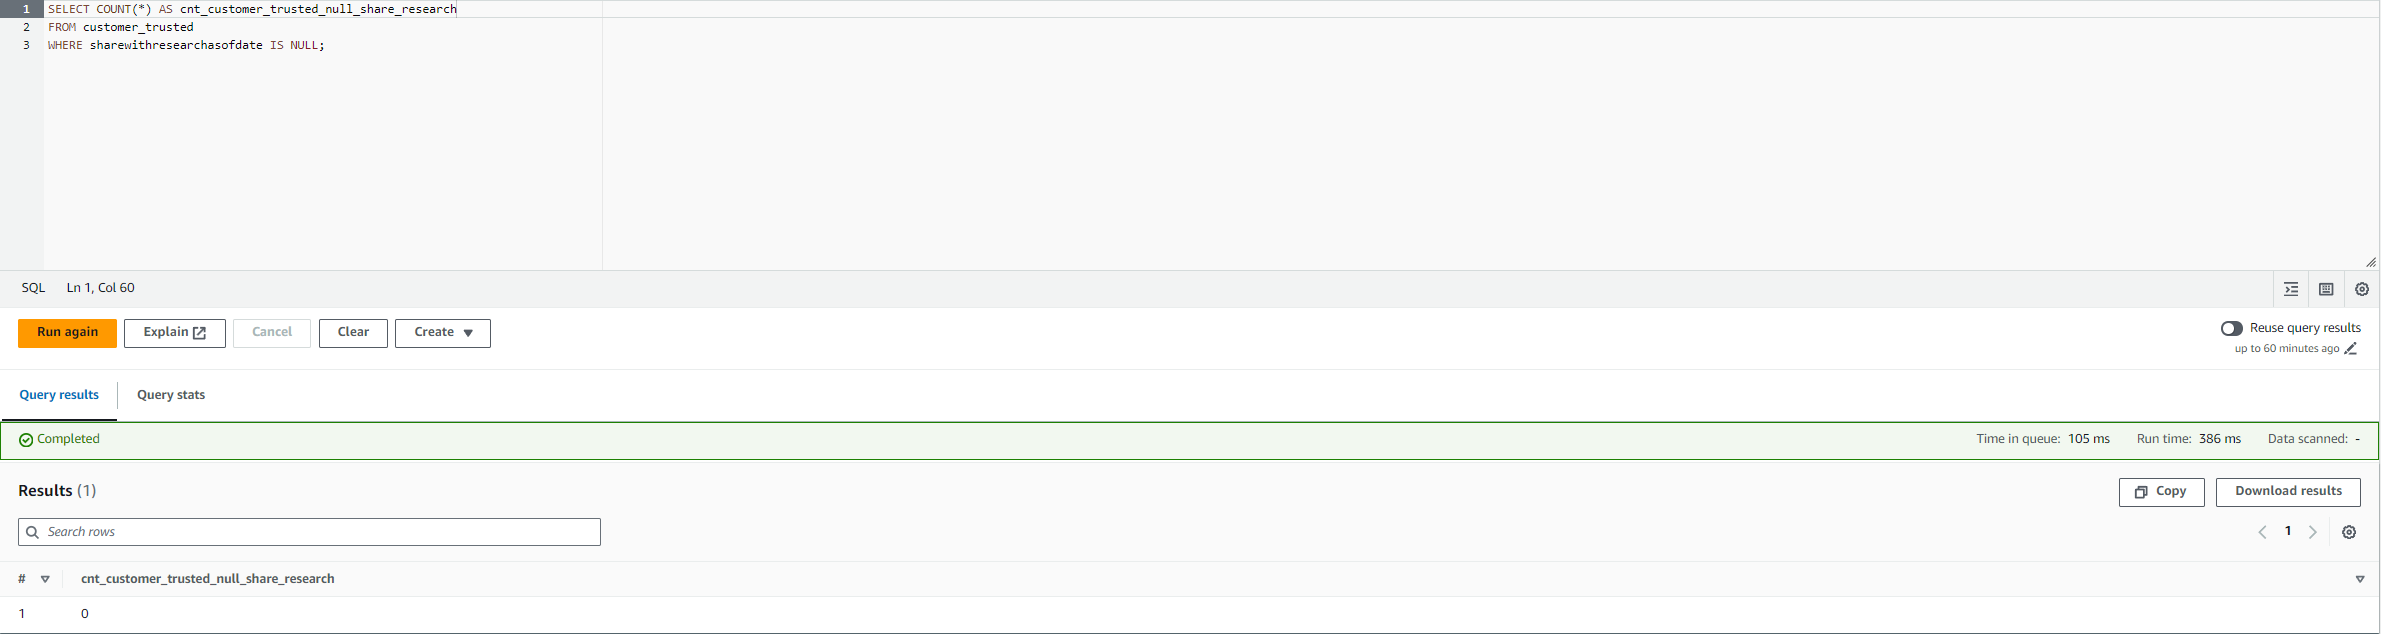 1 SELECT COUNT(*) AS cnt_customer_trusted_null_share_research
2 FROM customer_trusted
3 WHERE sharewithresearchasofdate IS NULL;
SQL Ln 1, Col 60
Run again Explain Cancel Clear Create Reuse query results
up to 60 minutes ago
Query results Query stats
Completed Time in queue: 105 ms Run time: 386 ms Data scanned: -
Results (1) Copy Download results
Search rows 1
# cnt_customer_trusted_null_share_research
1 0